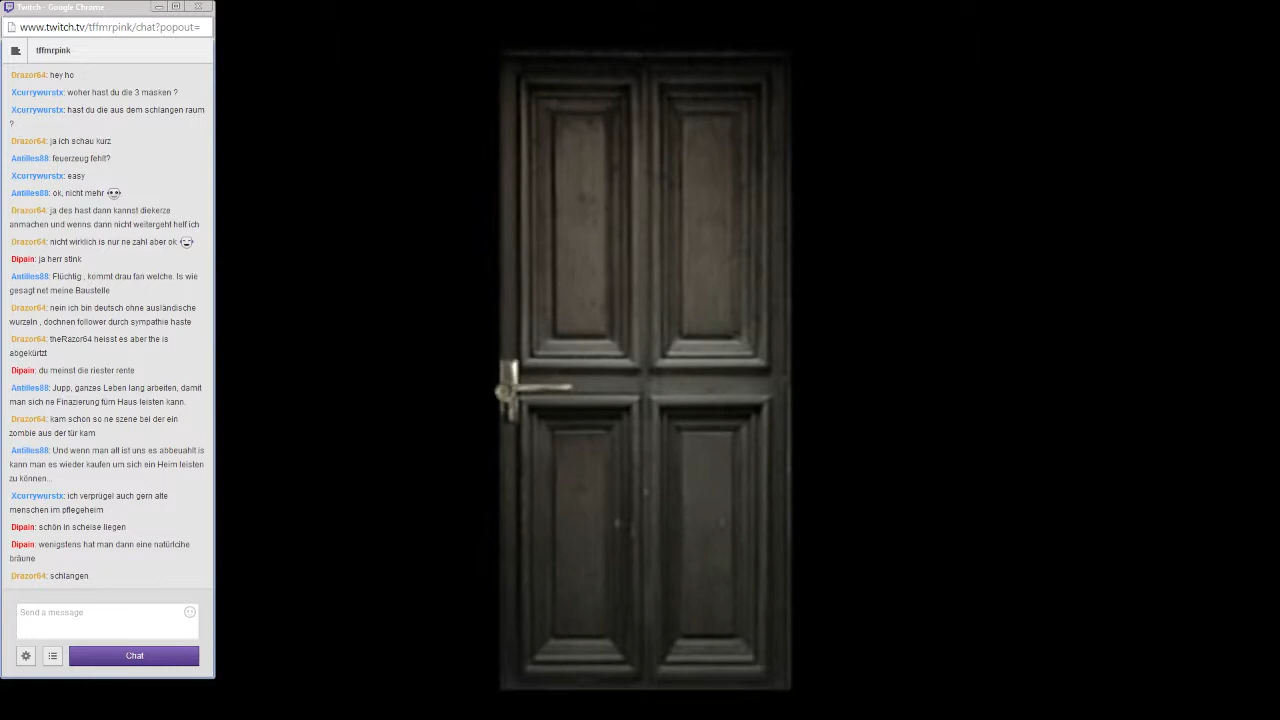 Twitch - Google Chrome
www.twitch.tv/tffmrpink/chat?popout=
tffmrpink
Drazor64: hey ho
Xcurrywurstx: woher hast du die 3 masken ?
Xcurrywurstx: hast du die aus dem schlangen raum
?
Drazor64: ja ich schau kurz
Antilles88: feuerzeug fehlt?
Xcurrywurstx: easy
Antilles88: ok, nicht mehr
Drazor64: ja des hast dann kannst diekerze
anmachen und wenns dann nicht weitergeht helf ich
Drazor64: nicht wirklich is nur ne zahl aber ok
Dipain: ja herr stink
Antilles88: Flüchtig , kommt drau fan welche. Is wie
gesagt net meine Baustelle
Drazor64: nein ich bin deutsch ohne ausländische
wurzeln , dochnen follower durch sympathie haste
Drazor64: theRazor64 heisst es aber the is
abgekürtzt
Dipain: du meinst die riester rente
Antilles88: Jupp, ganzes Leben lang arbeiten, damit
man sich ne Finazierung fürn Haus leisten kann.
Drazor64: kam schon so ne szene bei der ein
zombie aus der tür kam
Antilles88: Und wenn man alt ist uns es abbeuahlt is
kann man es wieder kaufen um sich ein Heim leisten
zu können...
Xcurrywurstx: ich verprügel auch gern alte
menschen im pflegeheim
Dipain: schön in scheise liegen
Dipain: wenigstens hat man dann eine natürlcihe
bräune
Drazor64: schlangen
Send a message
Chat